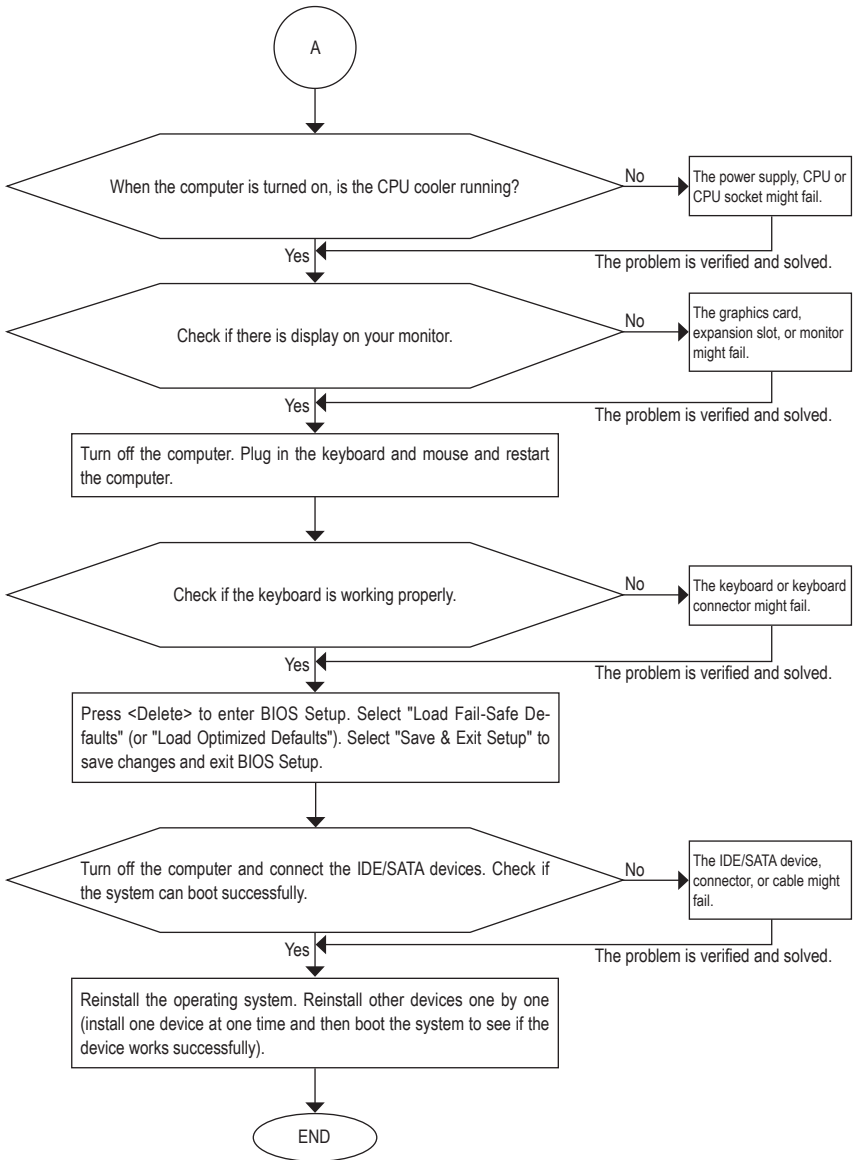 A
When the computer is turned on, is the CPU cooler running?
No
The power supply, CPU or
CPU socket might fail.
Yes
The problem is verified and solved.
Check if there is display on your monitor.
No
The graphics card,
expansion slot, or monitor
might fail.
Yes
The problem is verified and solved.
Turn off the computer. Plug in the keyboard and mouse and restart
the computer.
Check if the keyboard is working properly.
No
The keyboard or keyboard
connector might fail.
Yes
The problem is verified and solved.
Press <Delete> to enter BIOS Setup. Select "Load Fail-Safe De-
faults" (or "Load Optimized Defaults"). Select "Save & Exit Setup" to
save changes and exit BIOS Setup.
Turn off the computer and connect the IDE/SATA devices. Check if
the system can boot successfully.
No
The IDE/SATA device,
connector, or cable might
fail.
Yes
The problem is verified and solved.
Reinstall the operating system. Reinstall other devices one by one
(install one device at one time and then boot the system to see if the
device works successfully).
END